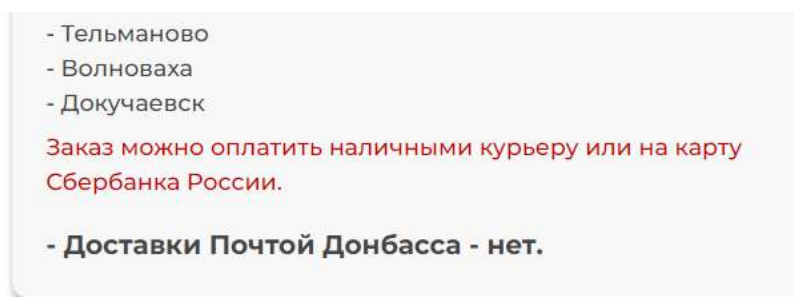 - Тельманово
- Волноваха
- Докучаевск
Заказ можно оплатить наличными курьеру или на карту
Сбербанка России.
- Доставки Почтой Донбасса - нет.